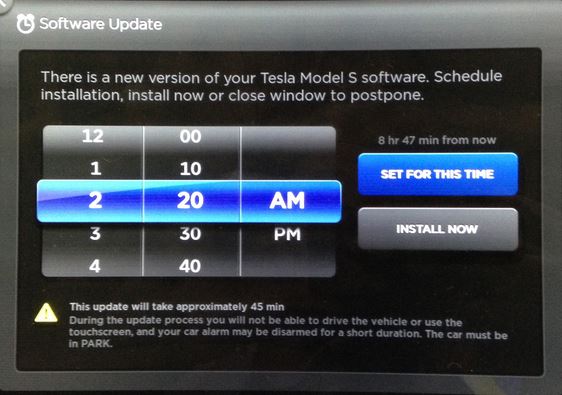 Software Update
There is a new version of your Tesla Model S software. Schedule
installation, install now or close window to postpone.
12 00
1 10
2 20 AM
3 30 PM
4 40
8 hr 47 min from now
SET FOR THIS TIME
INSTALL NOW
This update will take approximately 45 min
During the update process you will not be able to drive the vehicle or use the
touchscreen, and your car alarm may be disarmed for a short duration. The car must be
in PARK.